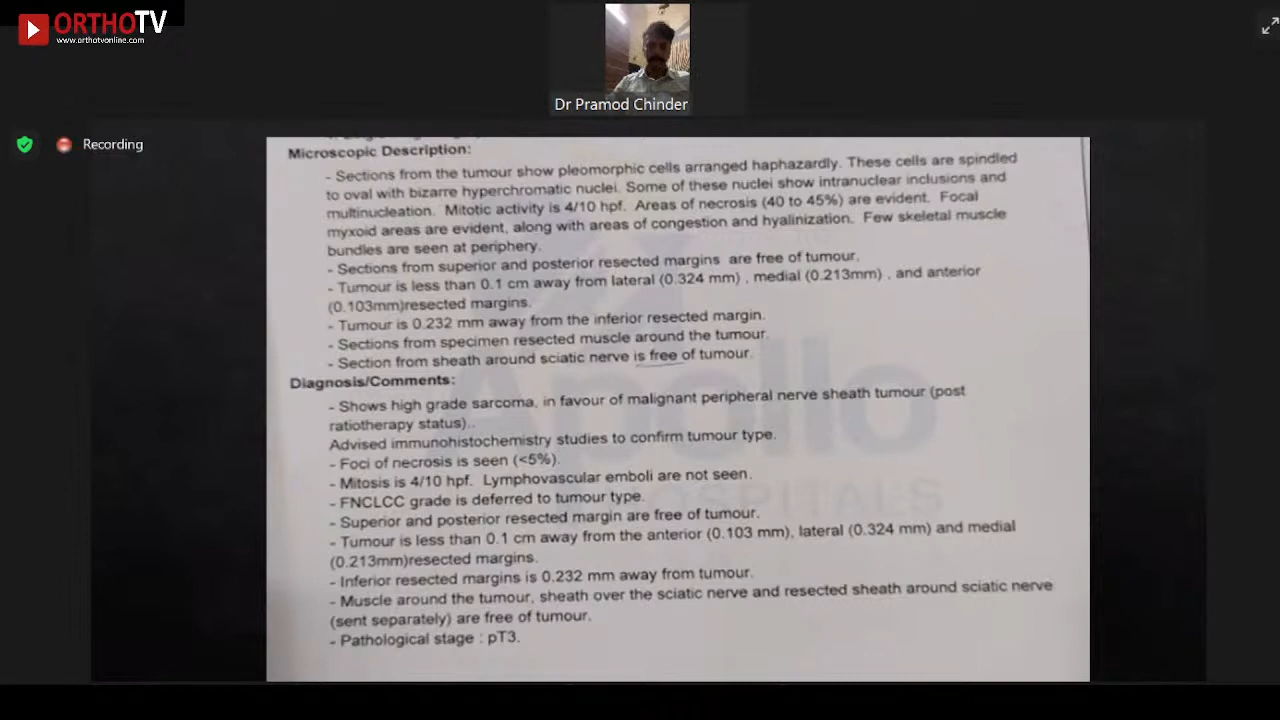 ORTHOTV
www.orthotvonline.com
Dr Pramod Chinder
Recording
Microscopic Description:
- Sections from the tumour show pleomorphic cells arranged haphazardly. These cells are spindled
to oval with bizarre hyperchromatic nuclei. Some of these nuclei show intranuclear inclusions and
multinucleation. Mitotic activity is 4/10 hpf. Areas of necrosis (40 to 45%) are evident. Focal
myxoid areas are evident, along with areas of congestion and hyalinization. Few skeletal muscle
bundles are seen at periphery.
- Sections from superior and posterior resected margins are free of tumour.
- Tumour is less than 0.1 cm away from lateral (0.324 mm) , medial (0.213mm) , and anterior
(0.103mm)resected margins.
- Tumour is 0.232 mm away from the inferior resected margin.
- Sections from specimen resected muscle around the tumour.
- Section from sheath around sciatic nerve is free of tumour.
Diagnosis/Comments:
- Shows high grade sarcoma, in favour of malignant peripheral nerve sheath tumour (post
ratiotherapy status)..
Advised immunohistochemistry studies to confirm tumour type.
- Foci of necrosis is seen (<5%).
- Mitosis is 4/10 hpf. Lymphovascular emboli are not seen.
- FNCLCC grade is deferred to tumour type.
- Superior and posterior resected margin are free of tumour.
- Tumour is less than 0.1 cm away from the anterior (0.103 mm), lateral (0.324 mm) and medial
(0.213mm)resected margins.
- Inferior resected margins is 0.232 mm away from tumour.
- Muscle around the tumour, sheath over the sciatic nerve and resected sheath around sciatic nerve
(sent separately) are free of tumour.
- Pathological stage : pT3.
Apollo
HOSPITALS